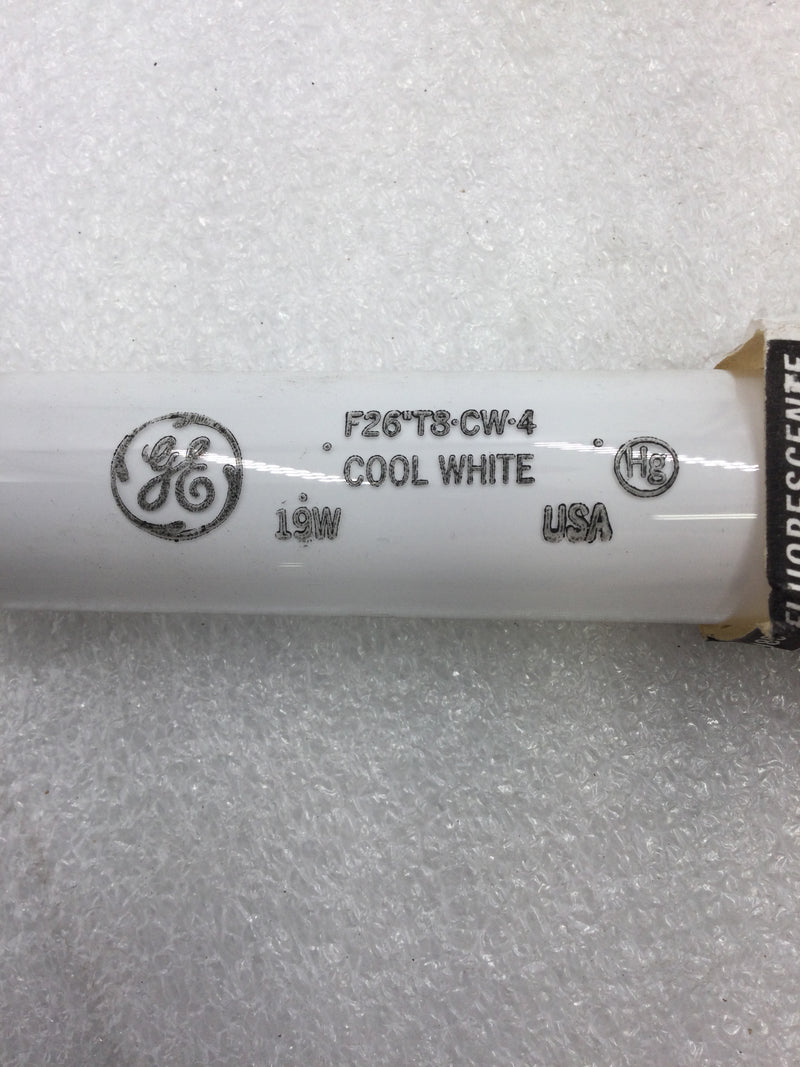 GE
F26"T8·CW·4
COOL WHITE
Hg
19W
USA
FLUORESCENTE